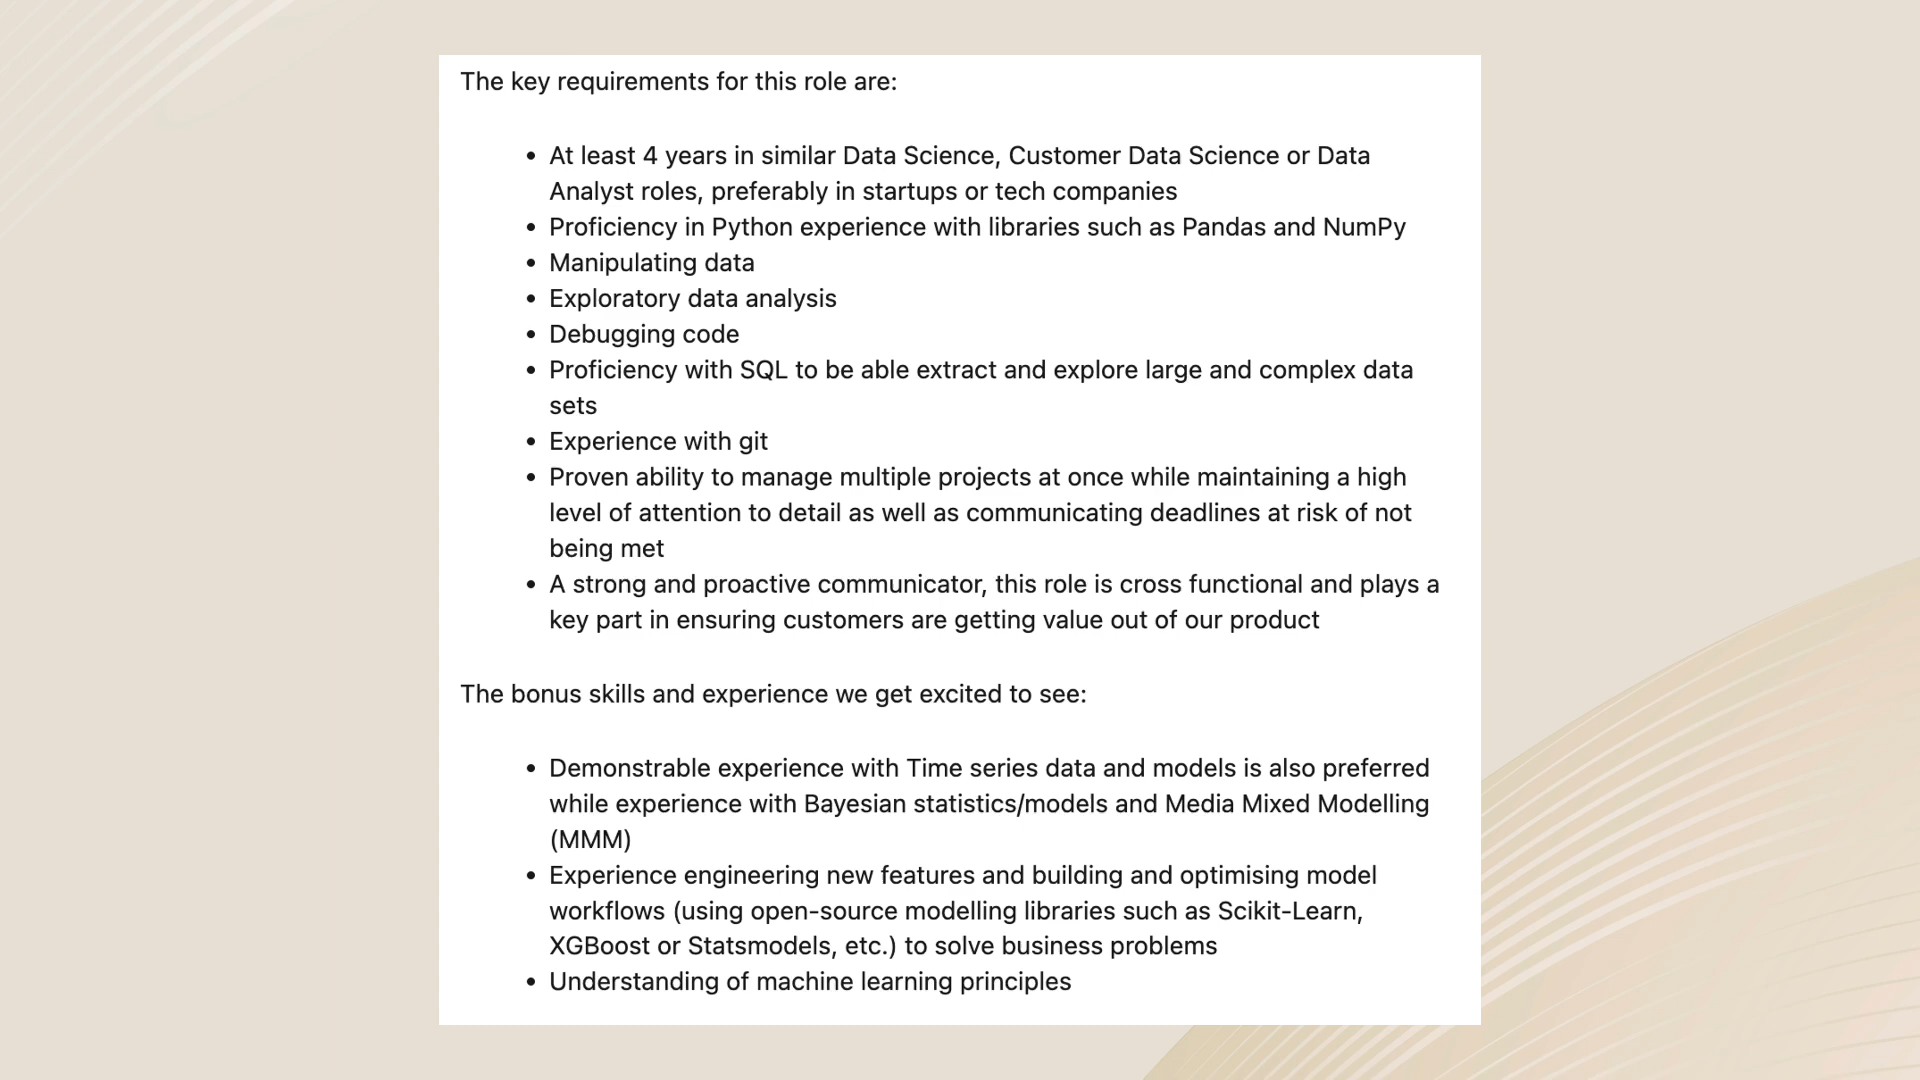 The key requirements for this role are:
• At least 4 years in similar Data Science, Customer Data Science or Data
Analyst roles, preferably in startups or tech companies
• Proficiency in Python experience with libraries such as Pandas and NumPy
• Manipulating data
• Exploratory data analysis
• Debugging code
• Proficiency with SQL to be able extract and explore large and complex data
sets
• Experience with git
• Proven ability to manage multiple projects at once while maintaining a high
level of attention to detail as well as communicating deadlines at risk of not
being met
• A strong and proactive communicator, this role is cross functional and plays a
key part in ensuring customers are getting value out of our product
The bonus skills and experience we get excited to see:
• Demonstrable experience with Time series data and models is also preferred
while experience with Bayesian statistics/models and Media Mixed Modelling
(MMM)
• Experience engineering new features and building and optimising model
workflows (using open-source modelling libraries such as Scikit-Learn,
XGBoost or Statsmodels, etc.) to solve business problems
• Understanding of machine learning principles